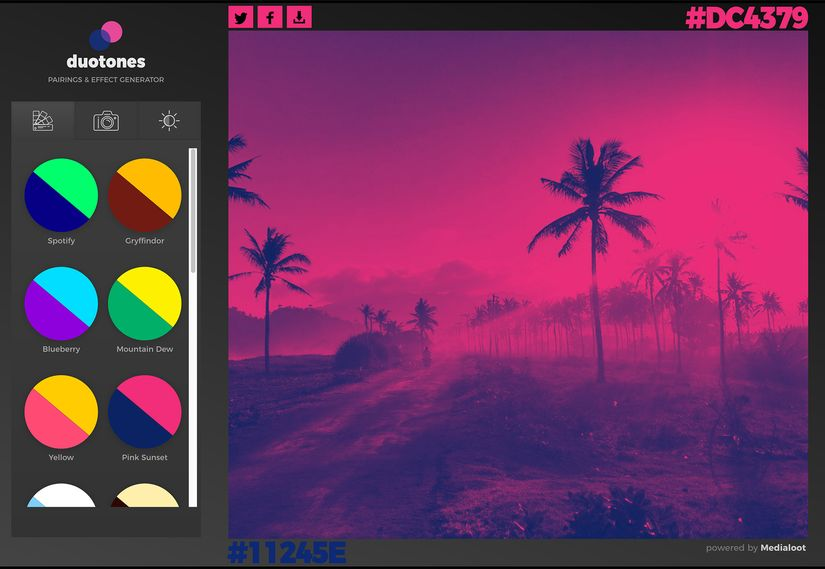 duotones
PAIRINGS & EFFECT GENERATOR
Spotify
Gryffindor
Blueberry
Mountain Dew
Yellow
Pink Sunset
#DC4379
#11245E
powered by Medialoot